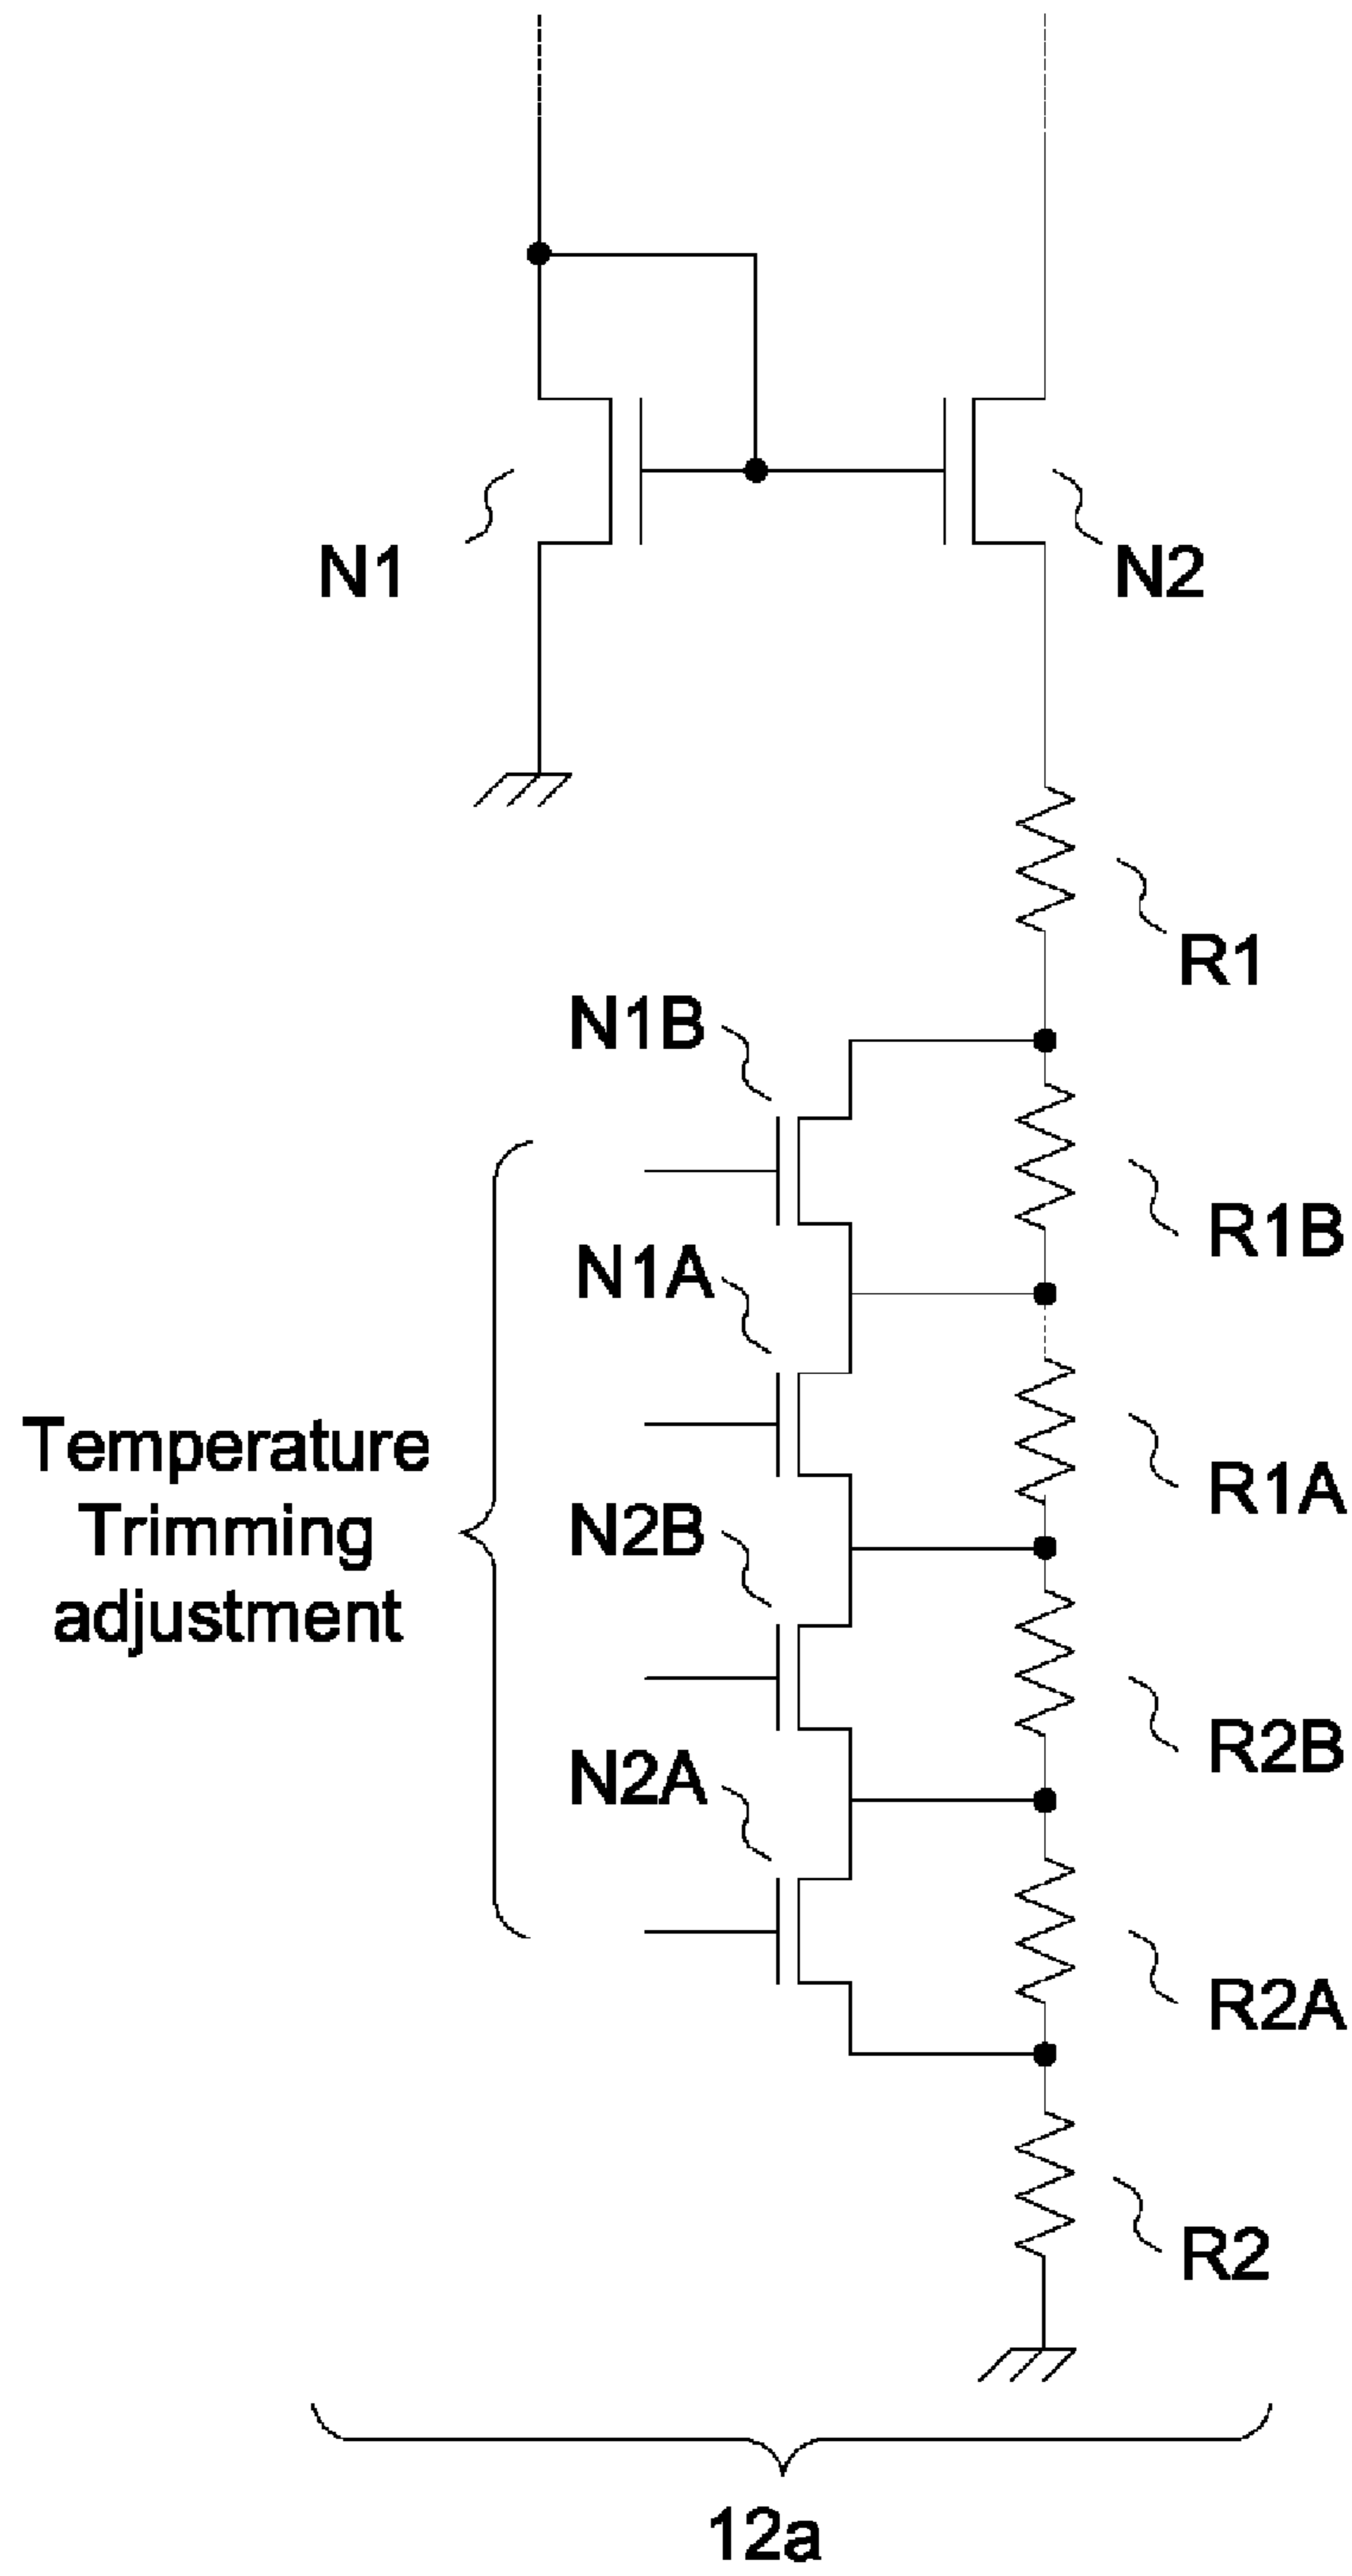 N1
N2
R1
N1B
R1B
N1A
R1A
Temperature
Trimming
adjustment
N2B
R2B
N2A
R2A
R2
12a